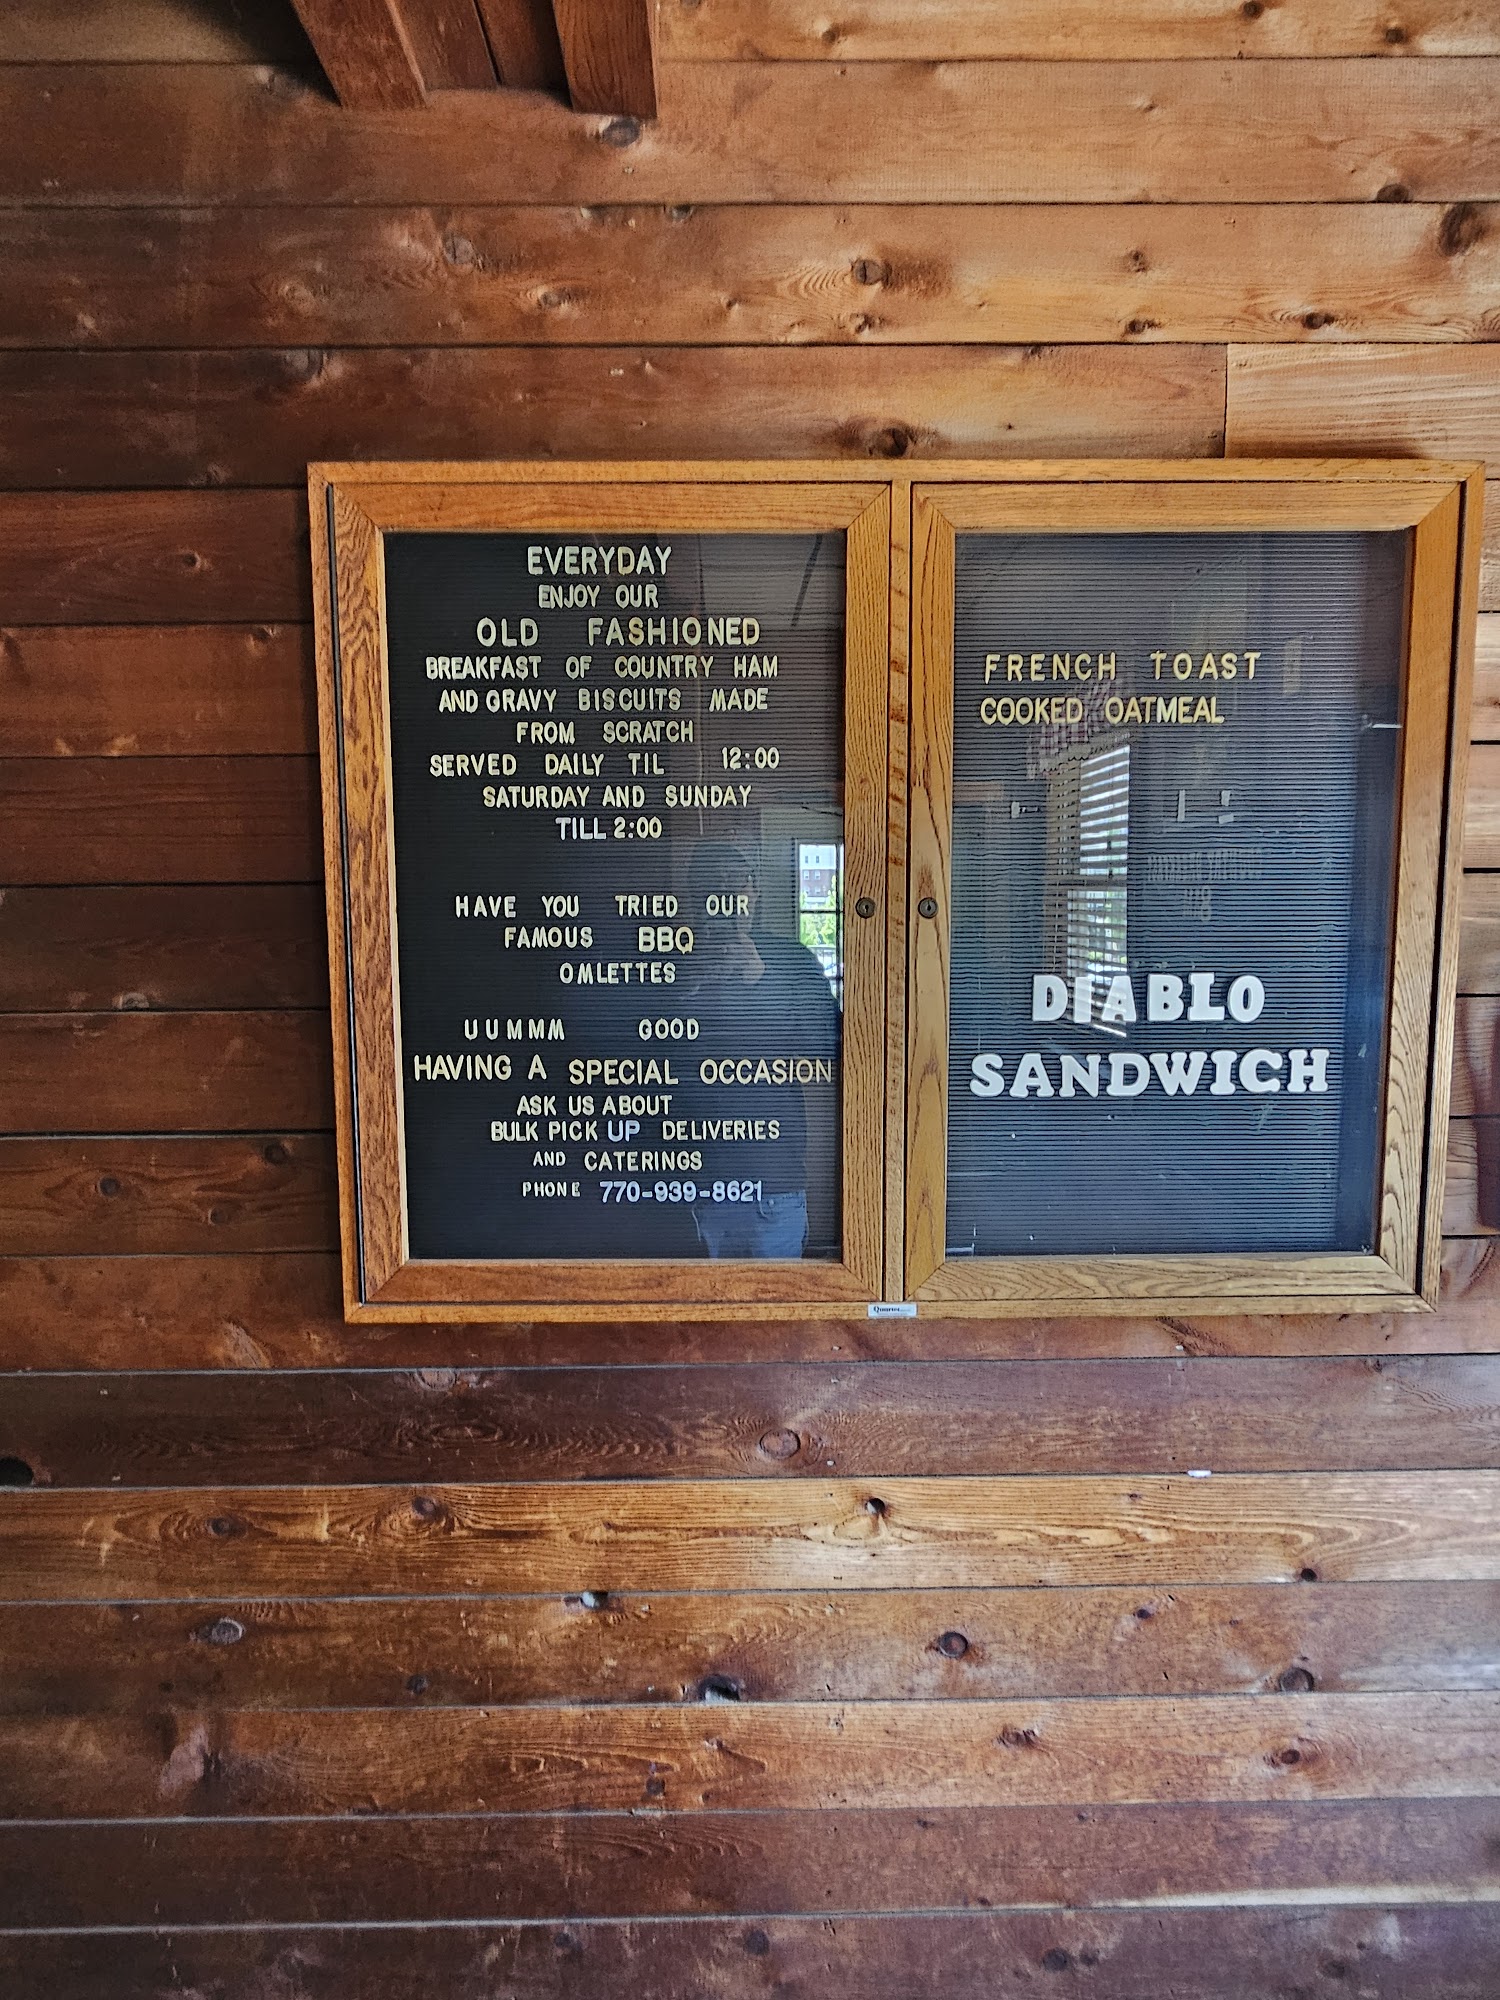 EVERYDAY
ENJOY OUR
OLD FASHIONED
BREAKFAST OF COUNTRY HAM
AND GRAVY BISCUITS MADE
FROM SCRATCH
SERVED DAILY TIL 12:00
SATURDAY AND SUNDAY
TILL 2:00
HAVE YOU TRIED OUR
FAMOUS BBQ
OMLETTES
UUMMM GOOD
HAVING A SPECIAL OCCASION
ASK US ABOUT
BULK PICK UP DELIVERIES
AND CATERINGS
PHONE 770-939-8621
FRENCH TOAST
COOKED OATMEAL
DIABLO
SANDWICH
Quartet